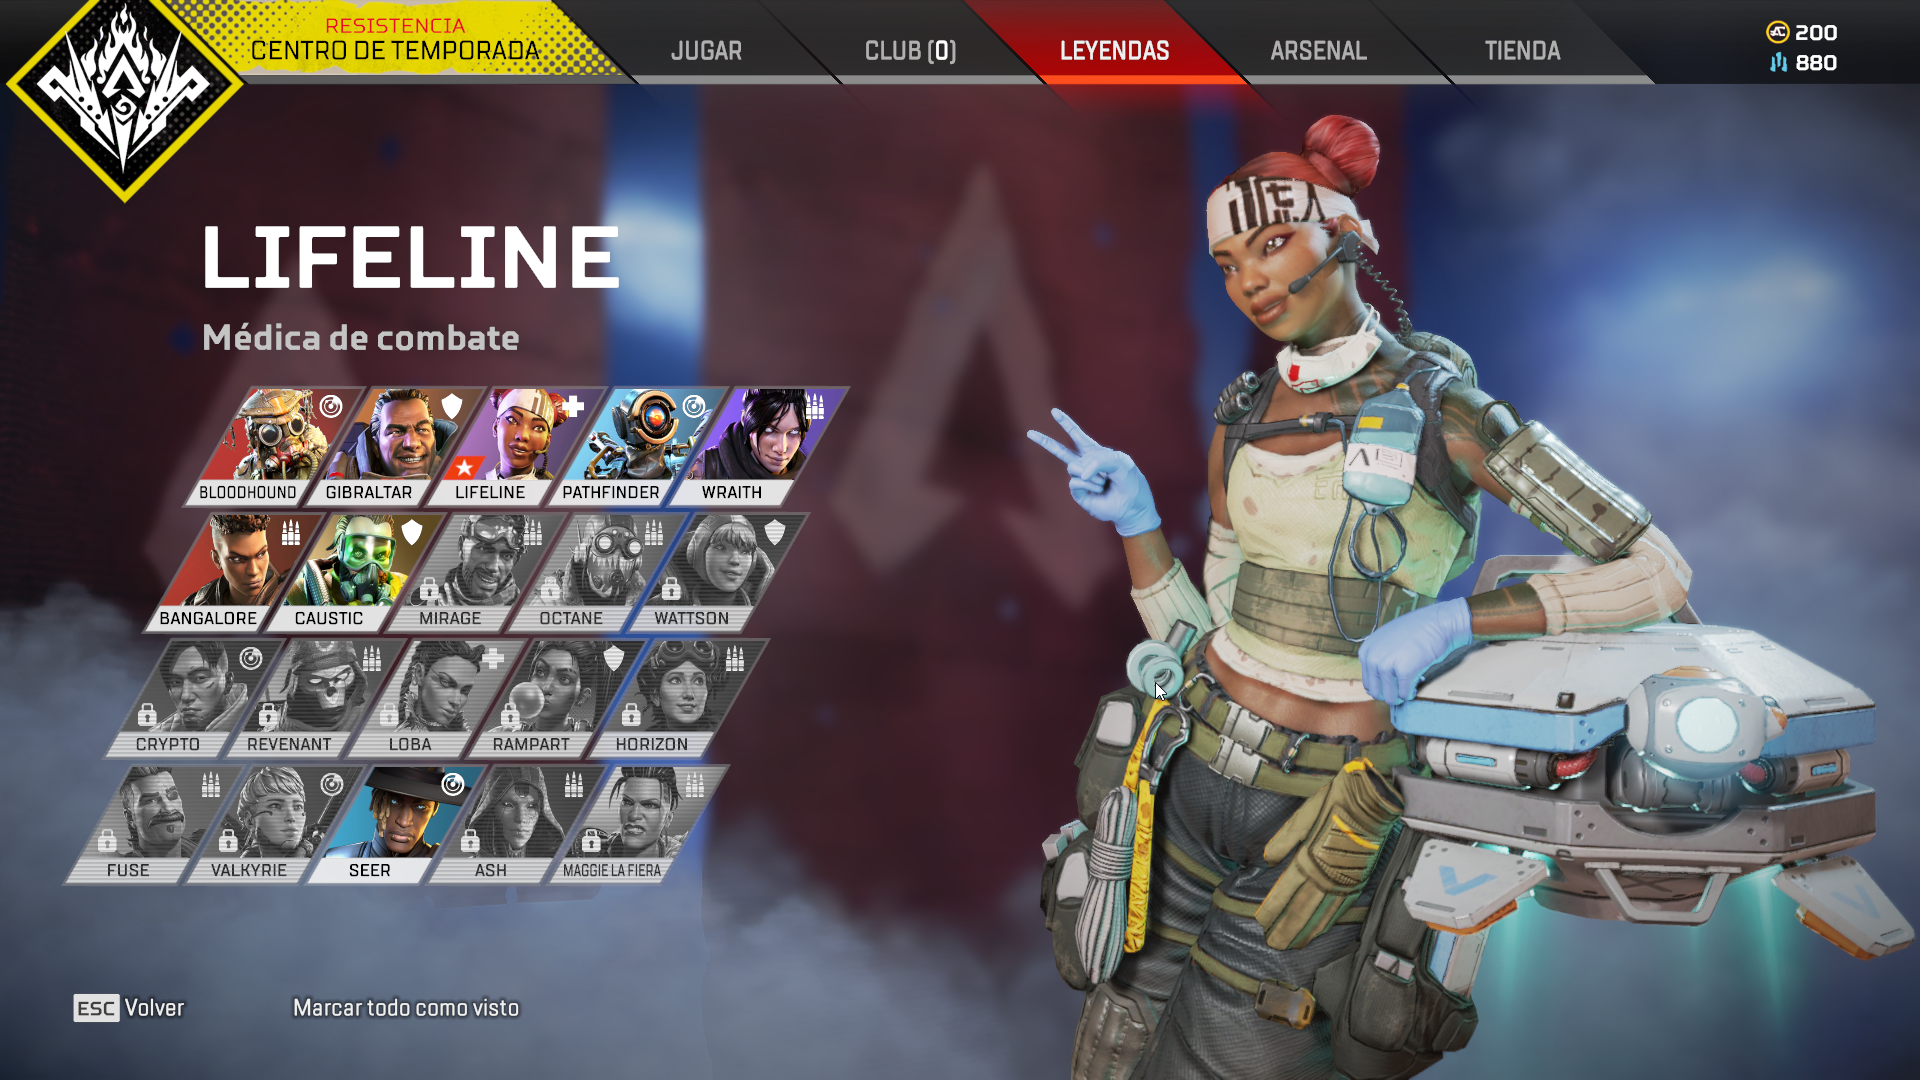 RESISTENCIA
CENTRO DE TEMPORADA
JUGAR
CLUB (0)
LEYENDAS
ARSENAL
TIENDA
200
880
LIFELINE
Médica de combate
BLOODHOUND
GIBRALTAR
LIFELINE
PATHFINDER
WRAITH
BANGALORE
CAUSTIC
MIRAGE
OCTANE
WATTSON
CRYPTO
REVENANT
LOBA
RAMPART
HORIZON
FUSE
VALKYRIE
SEER
ASH
MAGGIE LA FIERA
ESC Volver
Marcar todo como visto